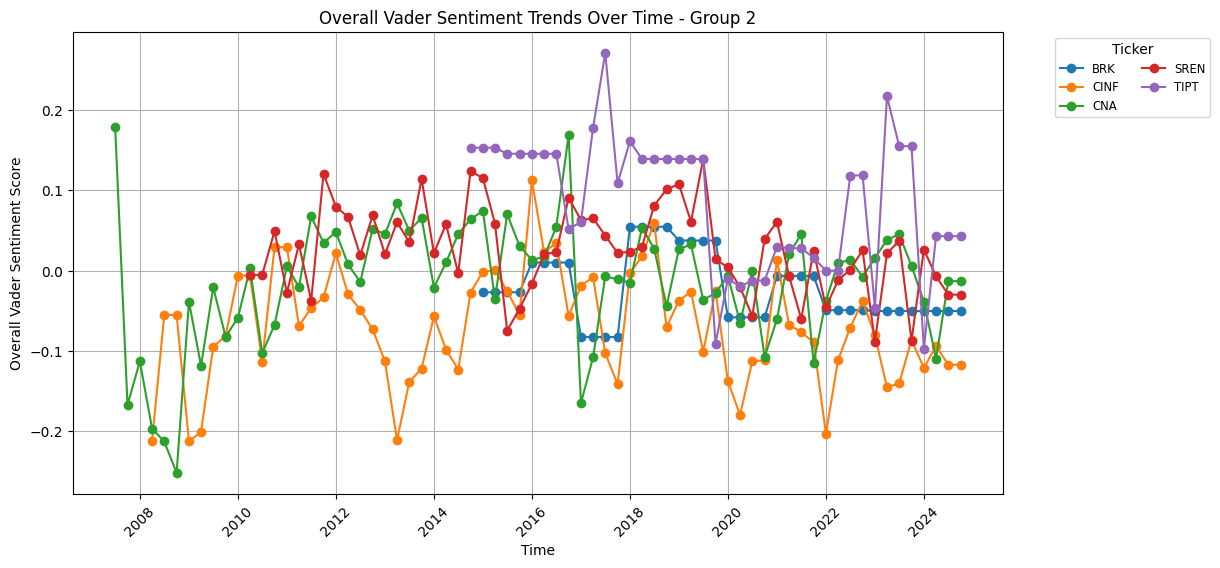 Overall Vader Sentiment Trends Over Time - Group 2
Overall Vader Sentiment Score
0.2
0.1
0.0
−0.1
−0.2
2008
2010
2012
2014
2016
2018
2020
2022
2024
Time
Ticker
BRK
CINF
CNA
SREN
TIPT